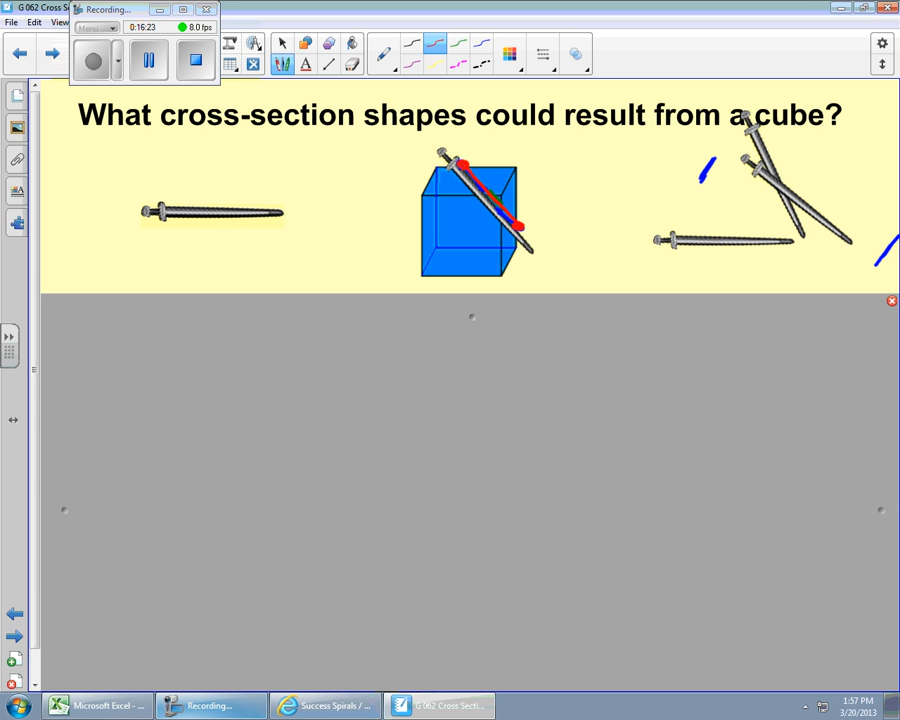 G 062 Cross S
Recording...
File Edit View
Menu
0:16:23
8.0 fps
A
What cross-section shapes could result from a cube?
Microsoft Excel - ...
Recording...
Success Spirals / ...
G 062 Cross Secti...
1:57 PM
3/20/2013